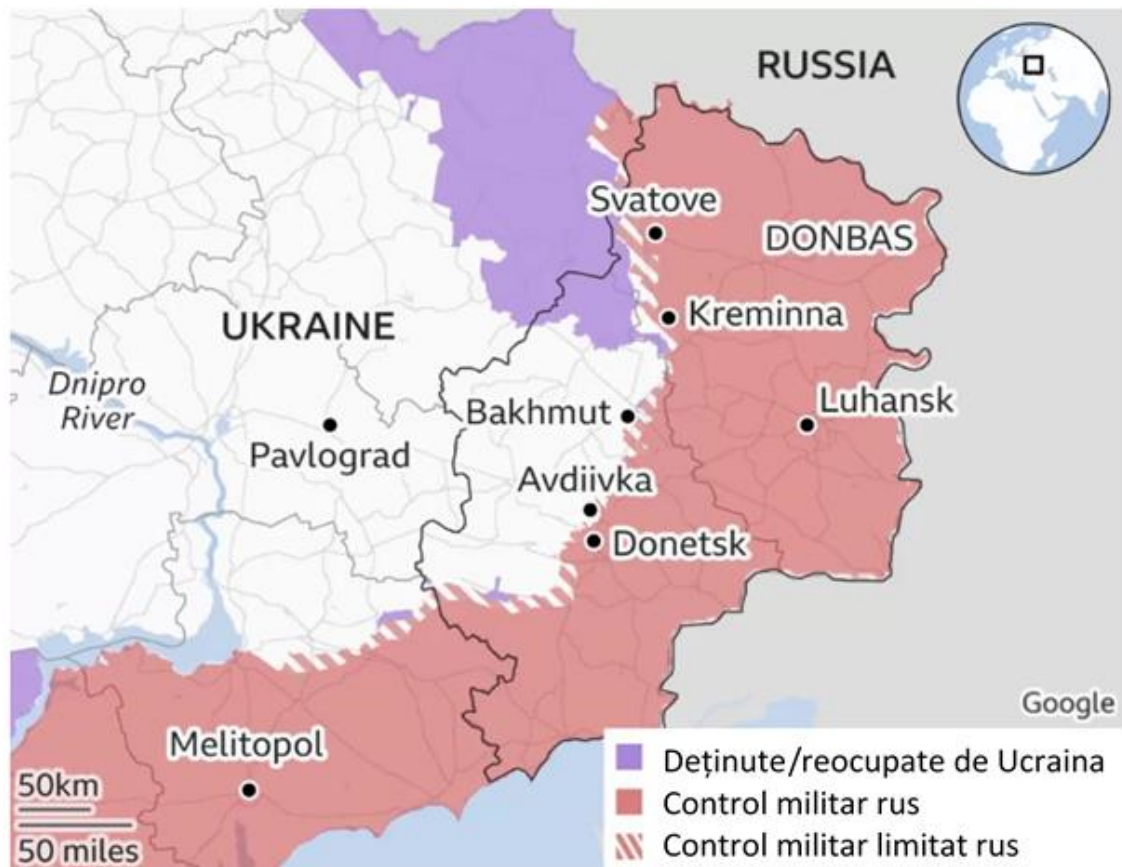 RUSSIA
Svatove
DONBAS
UKRAINE
Kreminna
Dnipro
River
Bakhmut
Luhansk
Pavlograd
Avdiivka
Donetsk
Google
Melitopol
Deținute/reocupate de Ucraina
50km
Control militar rus
50 miles
Control militar limitat rus